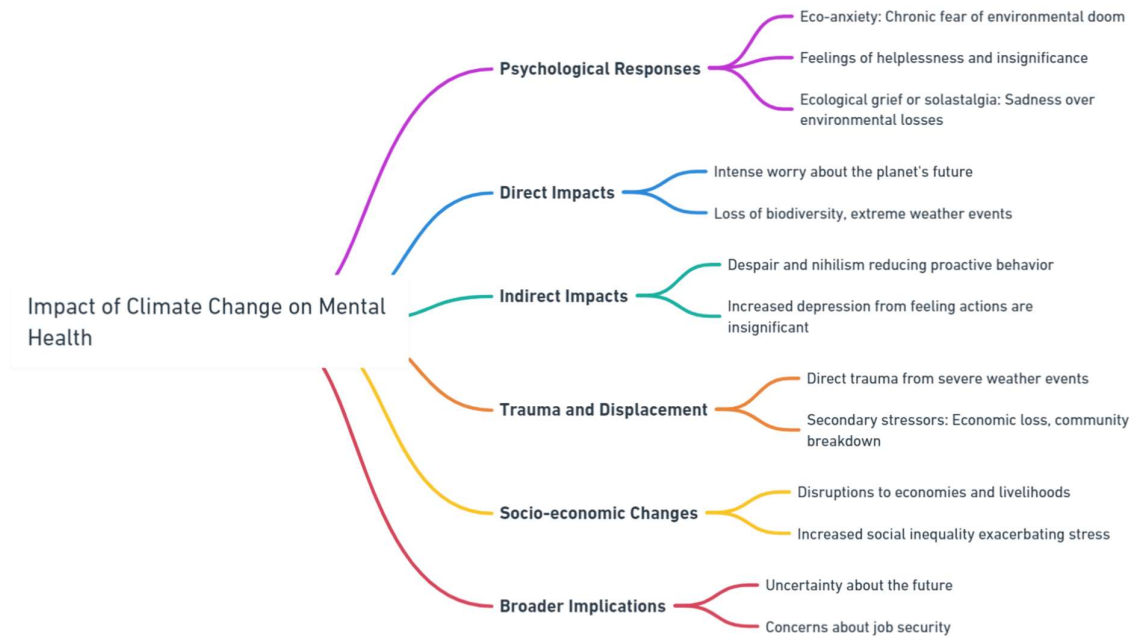 Impact of Climate Change on Mental
Health
Psychological Responses
Eco-anxiety: Chronic fear of environmental doom
Feelings of helplessness and insignificance
Ecological grief or solastalgia: Sadness over
environmental losses
Direct Impacts
Intense worry about the planet's future
Loss of biodiversity, extreme weather events
Indirect Impacts
Despair and nihilism reducing proactive behavior
Increased depression from feeling actions are
insignificant
Trauma and Displacement
Direct trauma from severe weather events
Secondary stressors: Economic loss, community
breakdown
Socio-economic Changes
Disruptions to economies and livelihoods
Increased social inequality exacerbating stress
Broader Implications
Uncertainty about the future
Concerns about job security